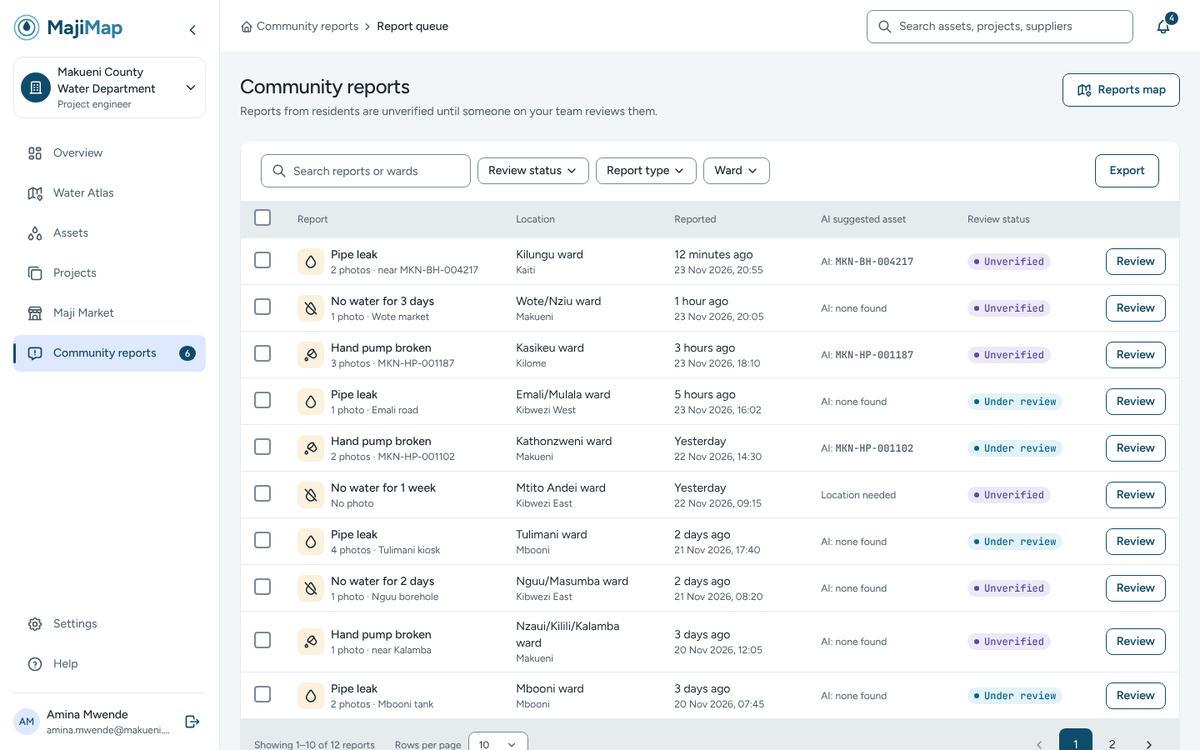 MajiMap
Makueni County
Water Department
Project engineer
Overview
Water Atlas
Assets
Projects
Maji Market
Community reports 6
Settings
Help
AM
Amina Mwende
amina.mwende@makueni....
Community reports > Report queue
Search assets, projects, suppliers
4
Community reports
Reports from residents are unverified until someone on your team reviews them.
Reports map
Search reports or wards
Review status
Report type
Ward
Export
Report Location Reported AI suggested asset Review status
Pipe leak
2 photos · near MKN-BH-004217
Kilungu ward
Kaiti
12 minutes ago
23 Nov 2026, 20:55
AI: MKN-BH-004217
Unverified
Review
No water for 3 days
1 photo · Wote market
Wote/Nziu ward
Makueni
1 hour ago
23 Nov 2026, 20:05
AI: none found
Unverified
Review
Hand pump broken
3 photos · MKN-HP-001187
Kasikeu ward
Kilome
3 hours ago
23 Nov 2026, 18:10
AI: MKN-HP-001187
Unverified
Review
Pipe leak
1 photo · Emali road
Emali/Mulala ward
Kibwezi West
5 hours ago
23 Nov 2026, 16:02
AI: none found
Under review
Review
Hand pump broken
2 photos · MKN-HP-001102
Kathonzweni ward
Makueni
Yesterday
22 Nov 2026, 14:30
AI: MKN-HP-001102
Under review
Review
No water for 1 week
No photo
Mtito Andei ward
Kibwezi East
Yesterday
22 Nov 2026, 09:15
Location needed
Unverified
Review
Pipe leak
4 photos · Tulimani kiosk
Tulimani ward
Mbooni
2 days ago
21 Nov 2026, 17:40
AI: none found
Under review
Review
No water for 2 days
1 photo · Nguu borehole
Nguu/Masumba ward
Kibwezi East
2 days ago
21 Nov 2026, 08:20
AI: none found
Unverified
Review
Hand pump broken
1 photo · near Kalamba
Nzaui/Kilili/Kalamba
ward
Makueni
3 days ago
20 Nov 2026, 12:05
AI: none found
Unverified
Review
Pipe leak
2 photos · Mbooni tank
Mbooni ward
Mbooni
3 days ago
20 Nov 2026, 07:45
AI: none found
Under review
Review
Showing 1–10 of 12 reports
Rows per page
10
1 2